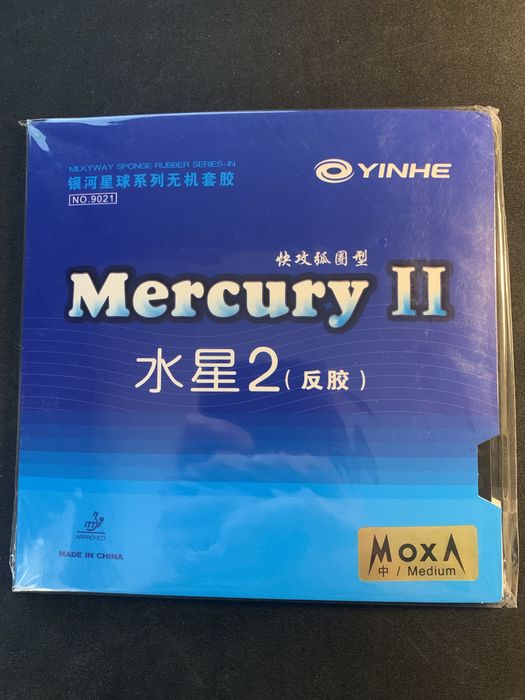 MILKYWAY SPONGE RUBBER SERIES-IN
银河星球系列无机套胶
NO.9021
YINHE
快攻弧圈型
Mercury II
水星2(反胶)
ITTF
APPROVED
MADE IN CHINA
MOXA
中 / Medium